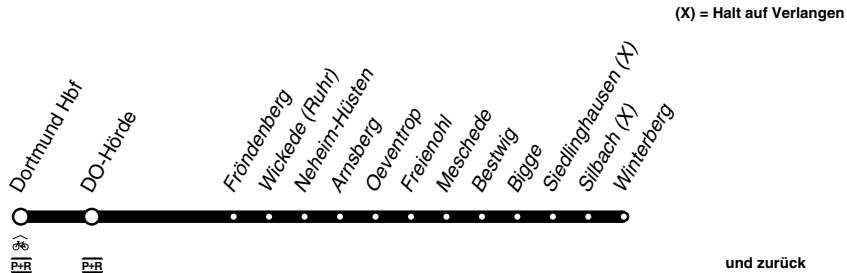 (X) = Halt auf Verlangen
Dortmund Hbf
DO-Hörde
Fröndenberg
Wickede (Ruhr)
Neheim-Hüsten
Arnsberg
Oeventrop
Freienohl
Meschede
Bestwig
Bigge
Siedlinghausen (X)
Silbach (X)
Winterberg
P+R
P+R
und zurück